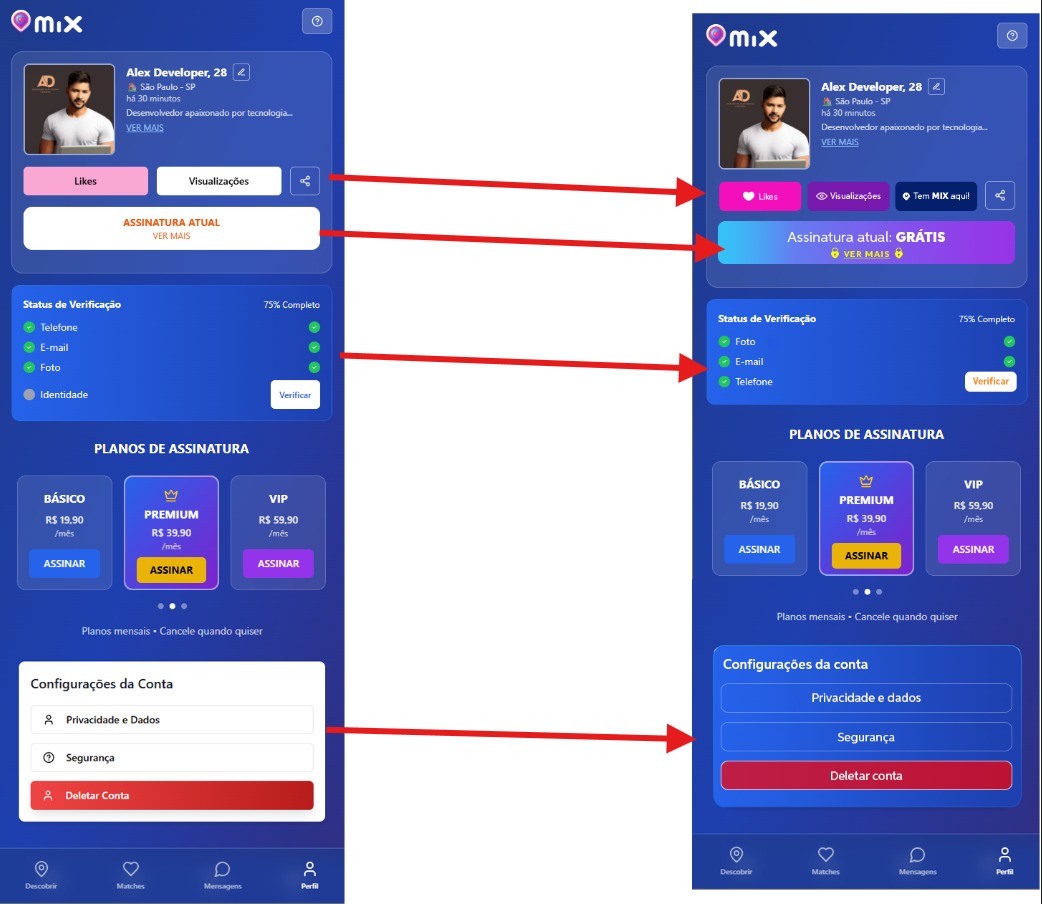 mix
AD
Alex Developer, 28
São Paulo - SP
há 30 minutos
Desenvolvedor apaixonado por tecnologia...
VER MAIS
Likes
Visualizações
ASSINATURA ATUAL
VER MAIS
Status de Verificação
75% Completo
Telefone
E-mail
Foto
Identidade
Verificar
PLANOS DE ASSINATURA
BÁSICO
R$ 19,90
/mês
ASSINAR
PREMIUM
R$ 39,90
/mês
ASSINAR
VIP
R$ 59,90
/mês
ASSINAR
Planos mensais • Cancele quando quiser
Configurações da Conta
Privacidade e Dados
Segurança
Deletar Conta
Descobrir
Matches
Mensagens
Perfil
mix
AD
Alex Developer, 28
São Paulo - SP
há 30 minutos
Desenvolvedor apaixonado por tecnologia...
VER MAIS
Likes
Visualizações
Tem MIX aqui!
Assinatura atual: GRÁTIS
VER MAIS
Status de Verificação
75% Completo
Foto
E-mail
Telefone
Verificar
PLANOS DE ASSINATURA
BÁSICO
R$ 19,90
/mês
ASSINAR
PREMIUM
R$ 39,90
/mês
ASSINAR
VIP
R$ 59,90
/mês
ASSINAR
Planos mensais • Cancele quando quiser
Configurações da conta
Privacidade e dados
Segurança
Deletar conta
Descobrir
Matches
Mensagens
Perfil